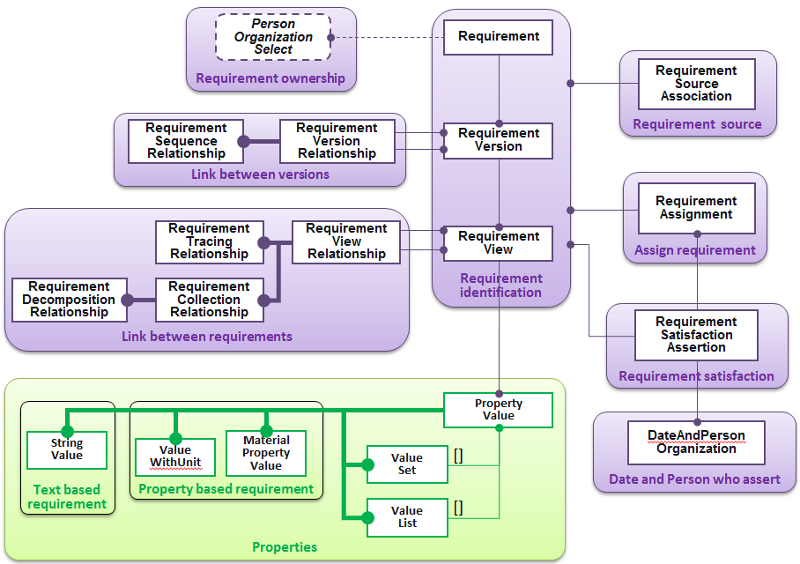 Person
Organization
Select
Requirement ownership
Requirement
Requirement
Source
Association
Requirement  source
Requirement
Sequence
Relationship
Requirement
Version
Relationship
Link between versions
Requirement
Version
Requirement
Assignment
Assign requirement
Requirement
Tracing
Relationship
Requirement
View
Relationship
Requirement
View
Requirement
identification
Requirement
Decomposition
Relationship
Requirement
Collection
Relationship
Link between requirements
Requirement
Satisfaction
Assertion
Requirement satisfaction
Property
Value
DateAndPerson
Organization
Date and Person who assert
String
Value
Text based
requirement
Value
WithUnit
Material
Property
Value
Property based requirement
Value
Set
[]
Value
List
[]
Properties